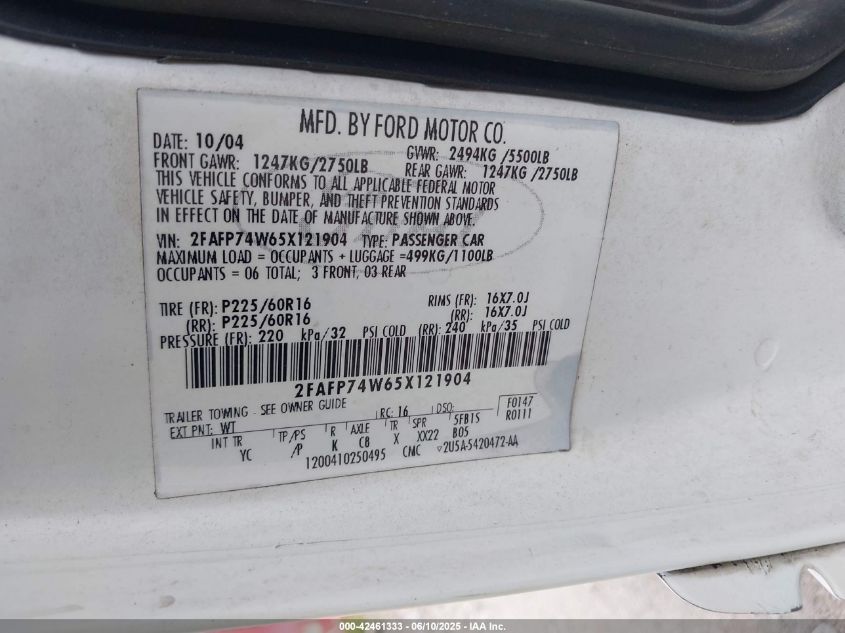 MFD. BY FORD MOTOR CO.
DATE: 10/04 GVWR: 2494KG /5500LB
FRONT GAWR: 1247KG/2750LB REAR GAWR: 1247KG /2750LB
THIS VEHICLE CONFORMS TO ALL APPLICABLE FEDERAL MOTOR
VEHICLE SAFETY, BUMPER, AND THEFT PREVENTION STANDARDS
IN EFFECT ON THE DATE OF MANUFACTURE SHOWN ABOVE.
VIN: 2FAFP74W65X121904 TYPE: PASSENGER CAR
MAXIMUM LOAD = OCCUPANTS + LUGGAGE =499KG/1100LB
OCCUPANTS = 06 TOTAL; 3 FRONT, 03 REAR
TIRE (FR): P225/60R16 RIMS (FR): 16X7.0J
(RR): P225/60R16 (RR): 16X7.0J
PRESSURE (FR): 220 kPa/32 PSI COLD (RR): 240 kPa/35 PSI COLD
2FAFP74W65X121904
TRAILER TOWING - SEE OWNER GUIDE
EXT PNT: WT RC: 16 DSO: F0147
R0111
INT TR TP/PS R AXLE TR SPR 5FB15
YC /P K C8 X XX22 B05
1200410250495 CMC ▽2U5A-5420472-AA
000-42461333 - 06/10/2025 - IAA Inc.